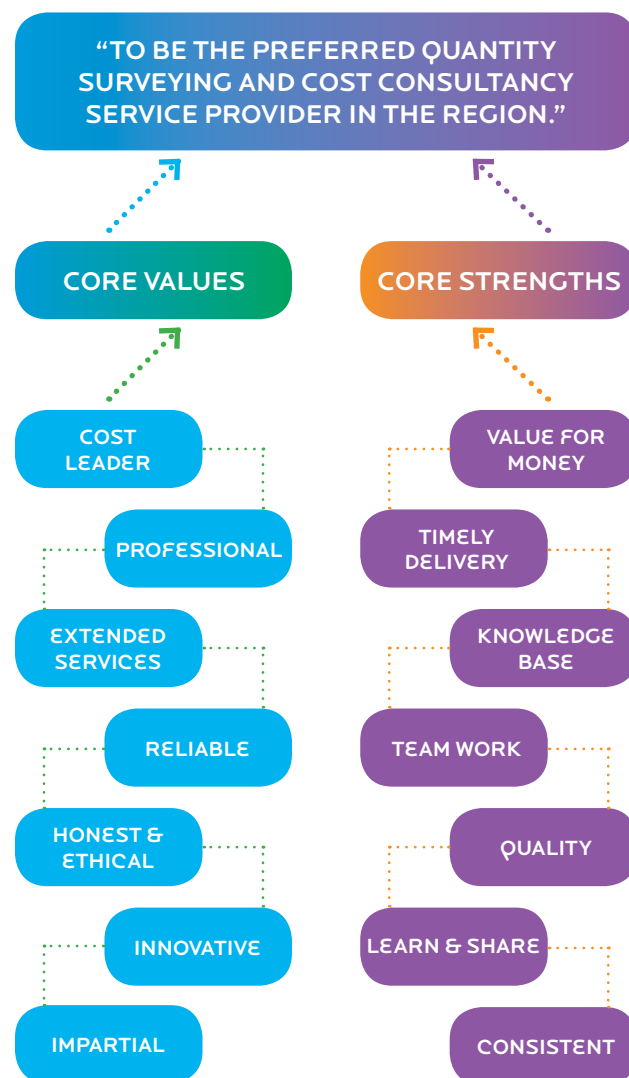 “TO BE THE PREFERRED QUANTITY
SURVEYING AND COST CONSULTANCY
SERVICE PROVIDER IN THE REGION.”
CORE VALUES
CORE STRENGTHS
COST
LEADER
PROFESSIONAL
EXTENDED
SERVICES
RELIABLE
HONEST &
ETHICAL
INNOVATIVE
IMPARTIAL
VALUE FOR
MONEY
TIMELY
DELIVERY
KNOWLEDGE
BASE
TEAM WORK
QUALITY
LEARN & SHARE
CONSISTENT